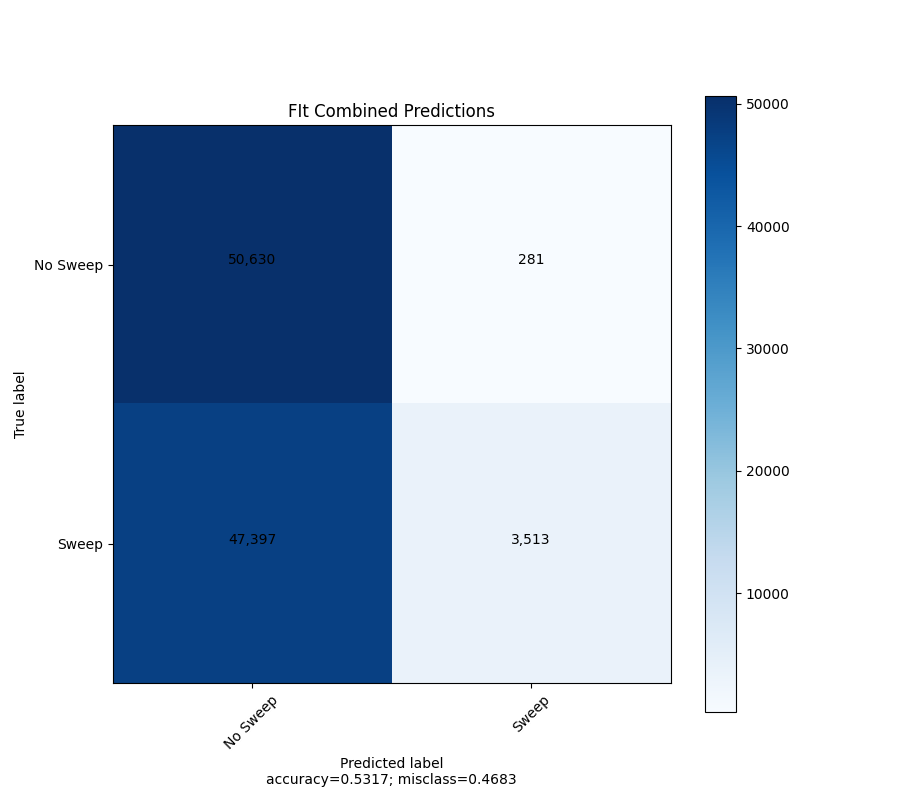 FIt Combined Predictions
50000
40000
30000
20000
10000
True label
No Sweep
50,630
281
Sweep
47,397
3,513
No Sweep
Sweep
Predicted label
accuracy=0.5317; misclass=0.4683